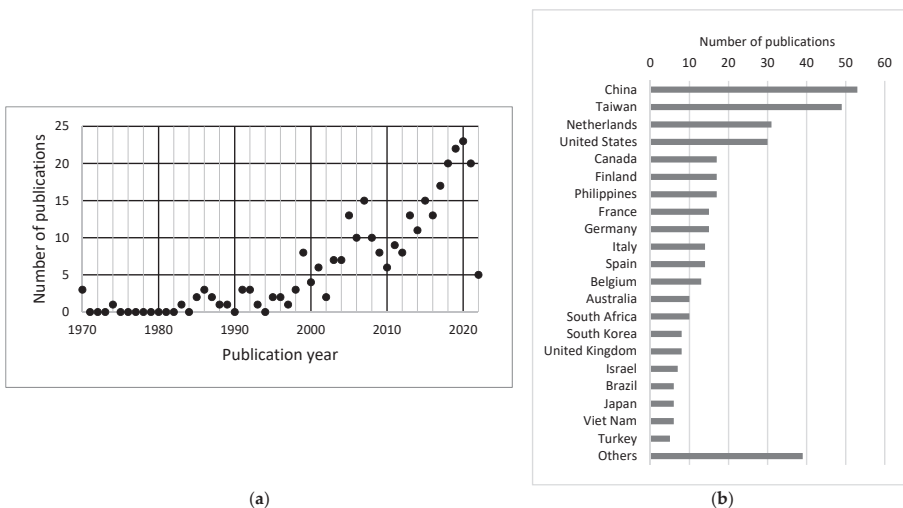 Number of publications
25
20
15
10
5
0
1970 1980 1990 2000 2010 2020
Publication year
(a)
Number of publications
0 10 20 30 40 50 60
China
Taiwan
Netherlands
United States
Canada
Finland
Philippines
France
Germany
Italy
Spain
Belgium
Australia
South Africa
South Korea
United Kingdom
Israel
Brazil
Japan
Viet Nam
Turkey
Others
(b)